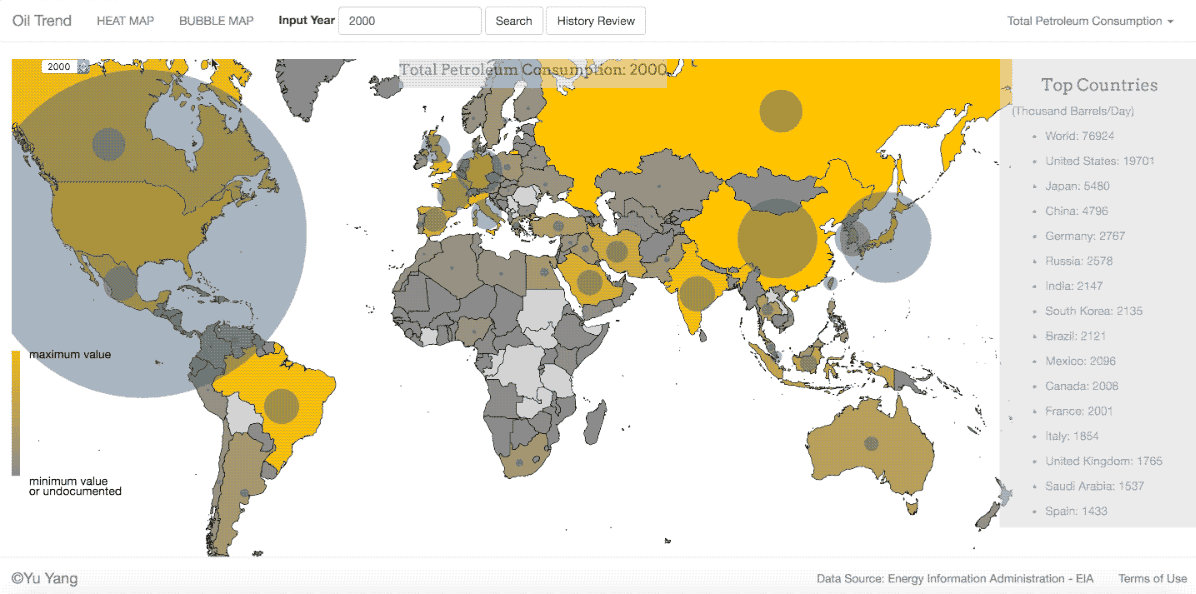 Oil Trend HEAT MAP BUBBLE MAP Input Year 2000 Search History Review Total Petroleum Consumption
2000
Total Petroleum Consumption: 2000
Top Countries
(Thousand Barrels/Day)
World: 76924
United States: 19701
Japan: 5480
China: 4796
Germany: 2767
Russia: 2578
India: 2147
South Korea: 2135
Brazil: 2121
Mexico: 2096
Canada: 2008
France: 2001
Italy: 1854
United Kingdom: 1765
Saudi Arabia: 1537
Spain: 1433
maximum value
minimum value
or undocumented
©Yu Yang Data Source: Energy Information Administration - EIA Terms of Use